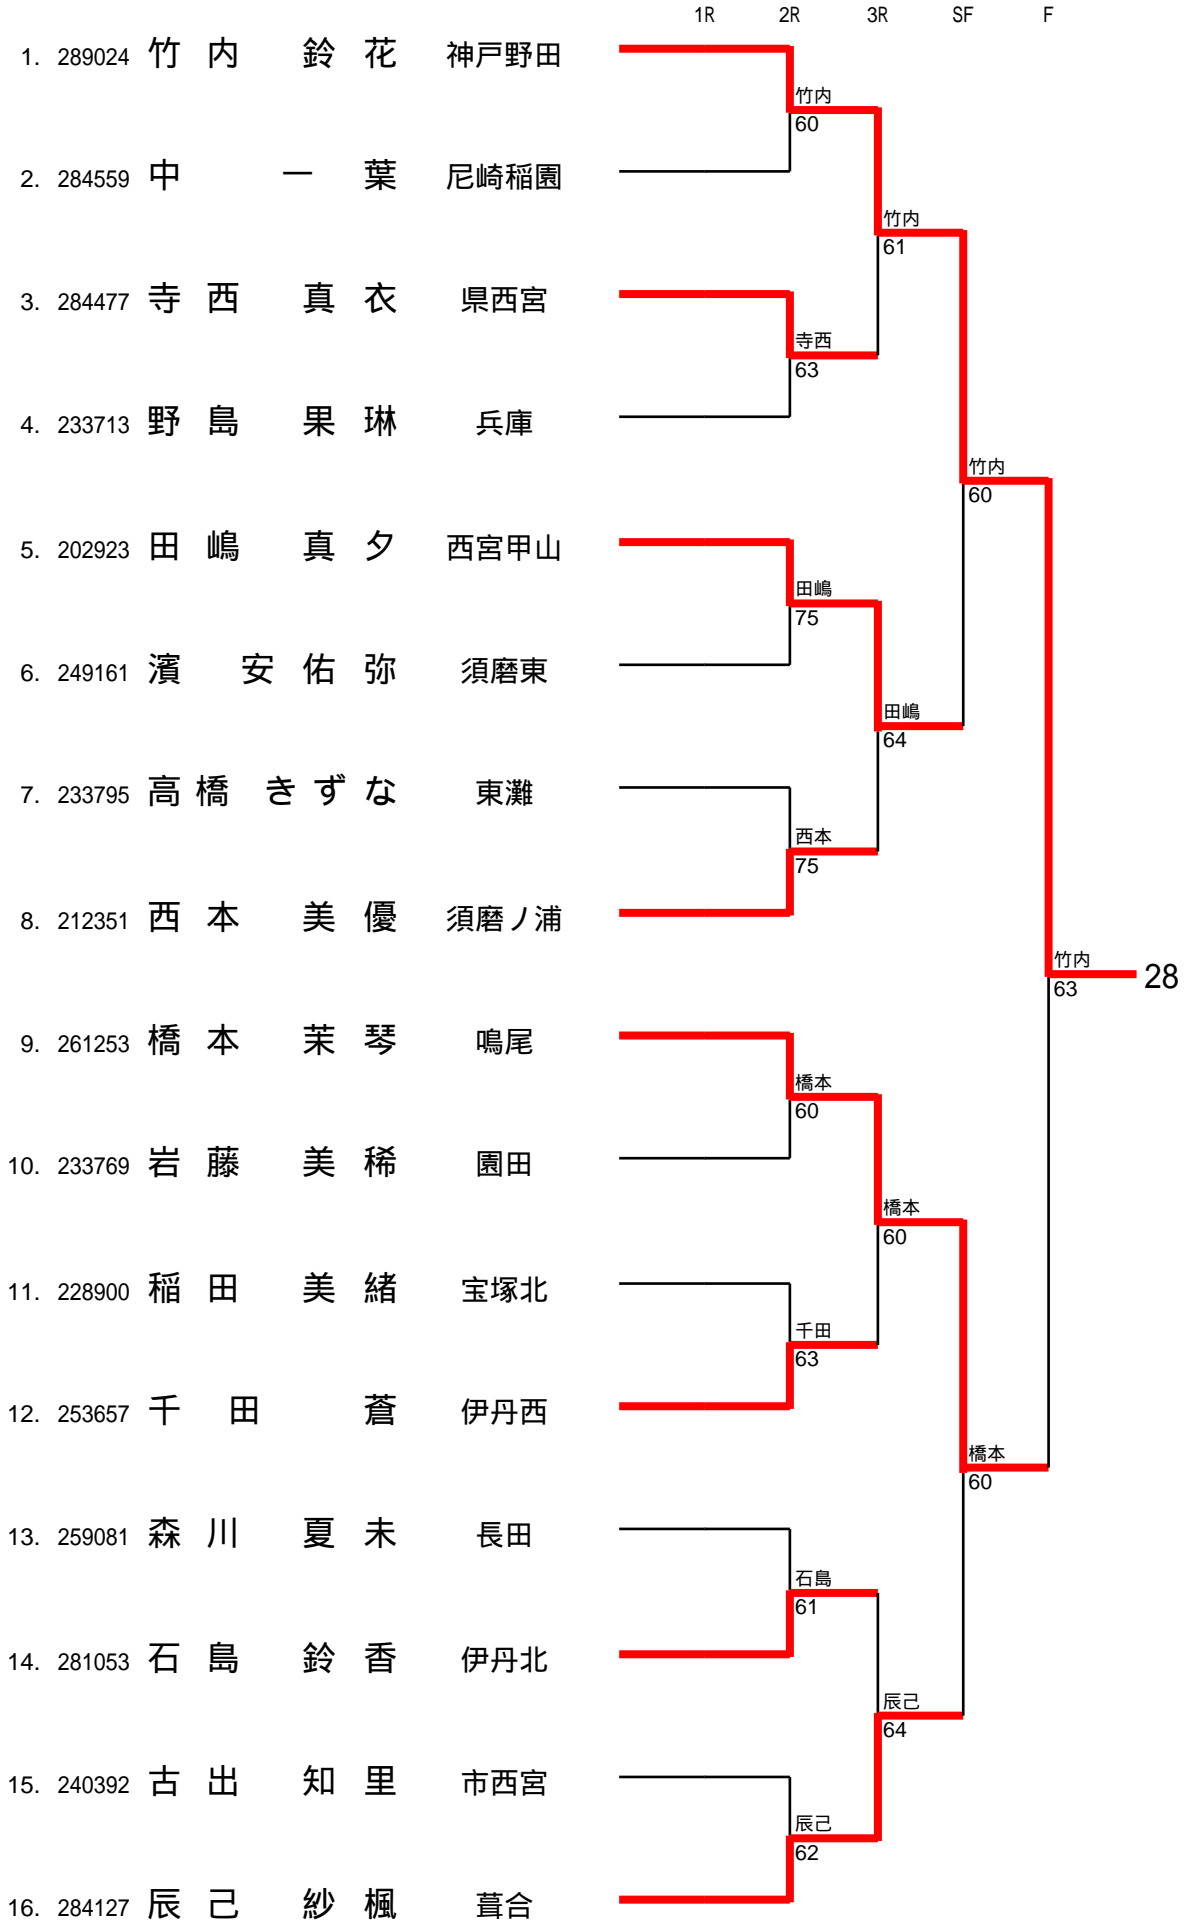 1R 2R 3R SF F
1. 289024 竹内 鈴花 神戸野田
竹内
60
2. 284559 中 一葉 尼崎稲園
竹内
61
3. 284477 寺西 真衣 県西宮
寺西
63
4. 233713 野島 果琳 兵庫
竹内
60
5. 202923 田嶋 真夕 西宮甲山
田嶋
75
6. 249161 濱 安佑弥 須磨東
田嶋
64
7. 233795 高橋 きずな 東灘
西本
75
8. 212351 西本 美優 須磨ノ浦
竹内
63
28
9. 261253 橋本 茉琴 鳴尾
橋本
60
10. 233769 岩藤 美稀 園田
橋本
60
11. 228900 稲田 美緒 宝塚北
千田
63
12. 253657 千田 蒼 伊丹西
橋本
60
13. 259081 森川 夏未 長田
石島
61
14. 281053 石島 鈴香 伊丹北
辰己
64
15. 240392 古出 知里 市西宮
辰己
62
16. 284127 辰己 紗楓 葺合